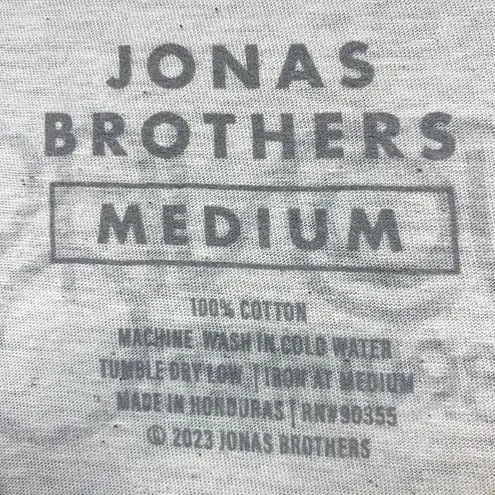 JONAS
BROTHERS
MEDIUM
100% COTTON
MACHINE WASH IN COLD WATER
TUMBLE DRY LOW | IRON AT MEDIUM
MADE IN HONDURAS | RN#90355
© 2023 JONAS BROTHERS